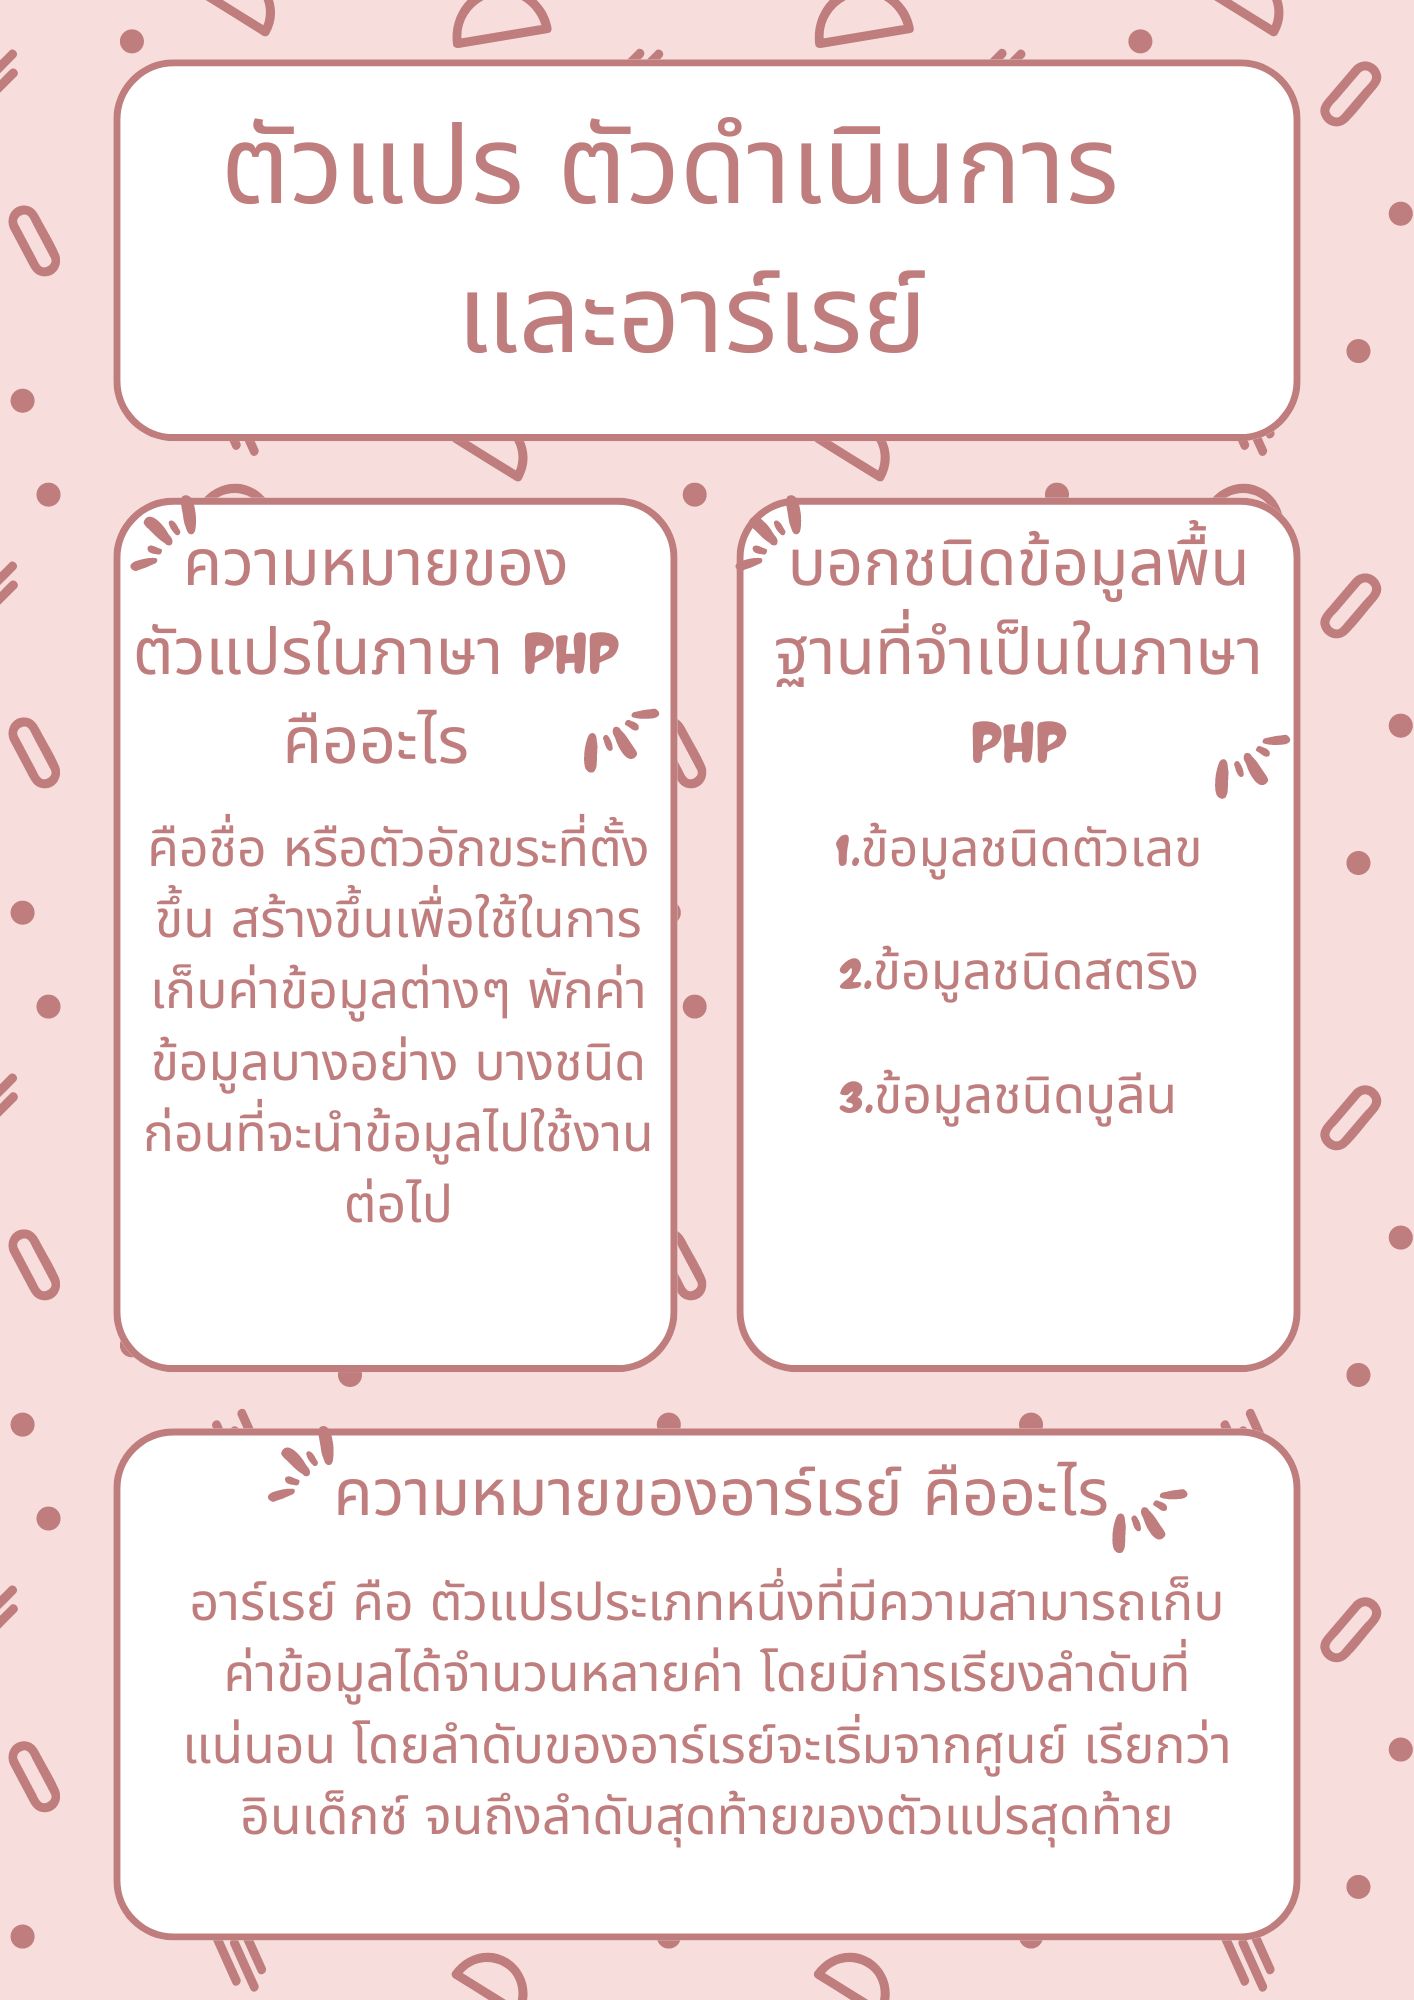 ตัวแปร ตัวดำเนินการ
และอาร์เรย์
ความหมายของ
ตัวแปรในภาษา PHP
คืออะไร
คือชื่อ หรือตัวอักขระที่ตั้ง
ขึ้น สร้างขึ้นเพื่อใช้ในการ
เก็บค่าข้อมูลต่างๆ พักค่า
ข้อมูลบางอย่าง บางชนิด
ก่อนที่จะนำข้อมูลไปใช้งาน
ต่อไป
บอกชนิดข้อมูลพื้น
ฐานที่จำเป็นในภาษา
PHP
1.ข้อมูลชนิดตัวเลข
2.ข้อมูลชนิดสตริง
3.ข้อมูลชนิดบูลีน
ความหมายของอาร์เรย์ คืออะไร
อาร์เรย์ คือ ตัวแปรประเภทหนึ่งที่มีความสามารถเก็บ
ค่าข้อมูลได้จำนวนหลายค่า โดยมีการเรียงลำดับที่
แน่นอน โดยลำดับของอาร์เรย์จะเริ่มจากศูนย์ เรียกว่า
อินเด็กซ์ จนถึงลำดับสุดท้ายของตัวแปรสุดท้าย